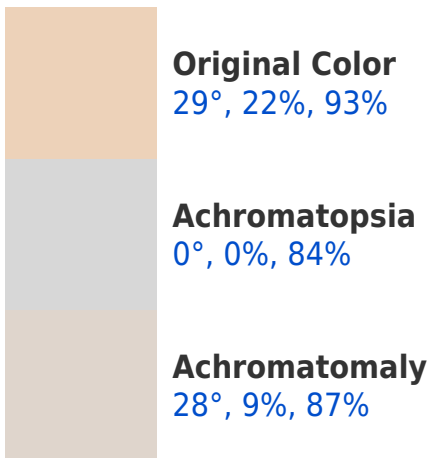 Original Color
29°, 22%, 93%
Achromatopsia
0°, 0%, 84%
Achromatomaly
28°, 9%, 87%